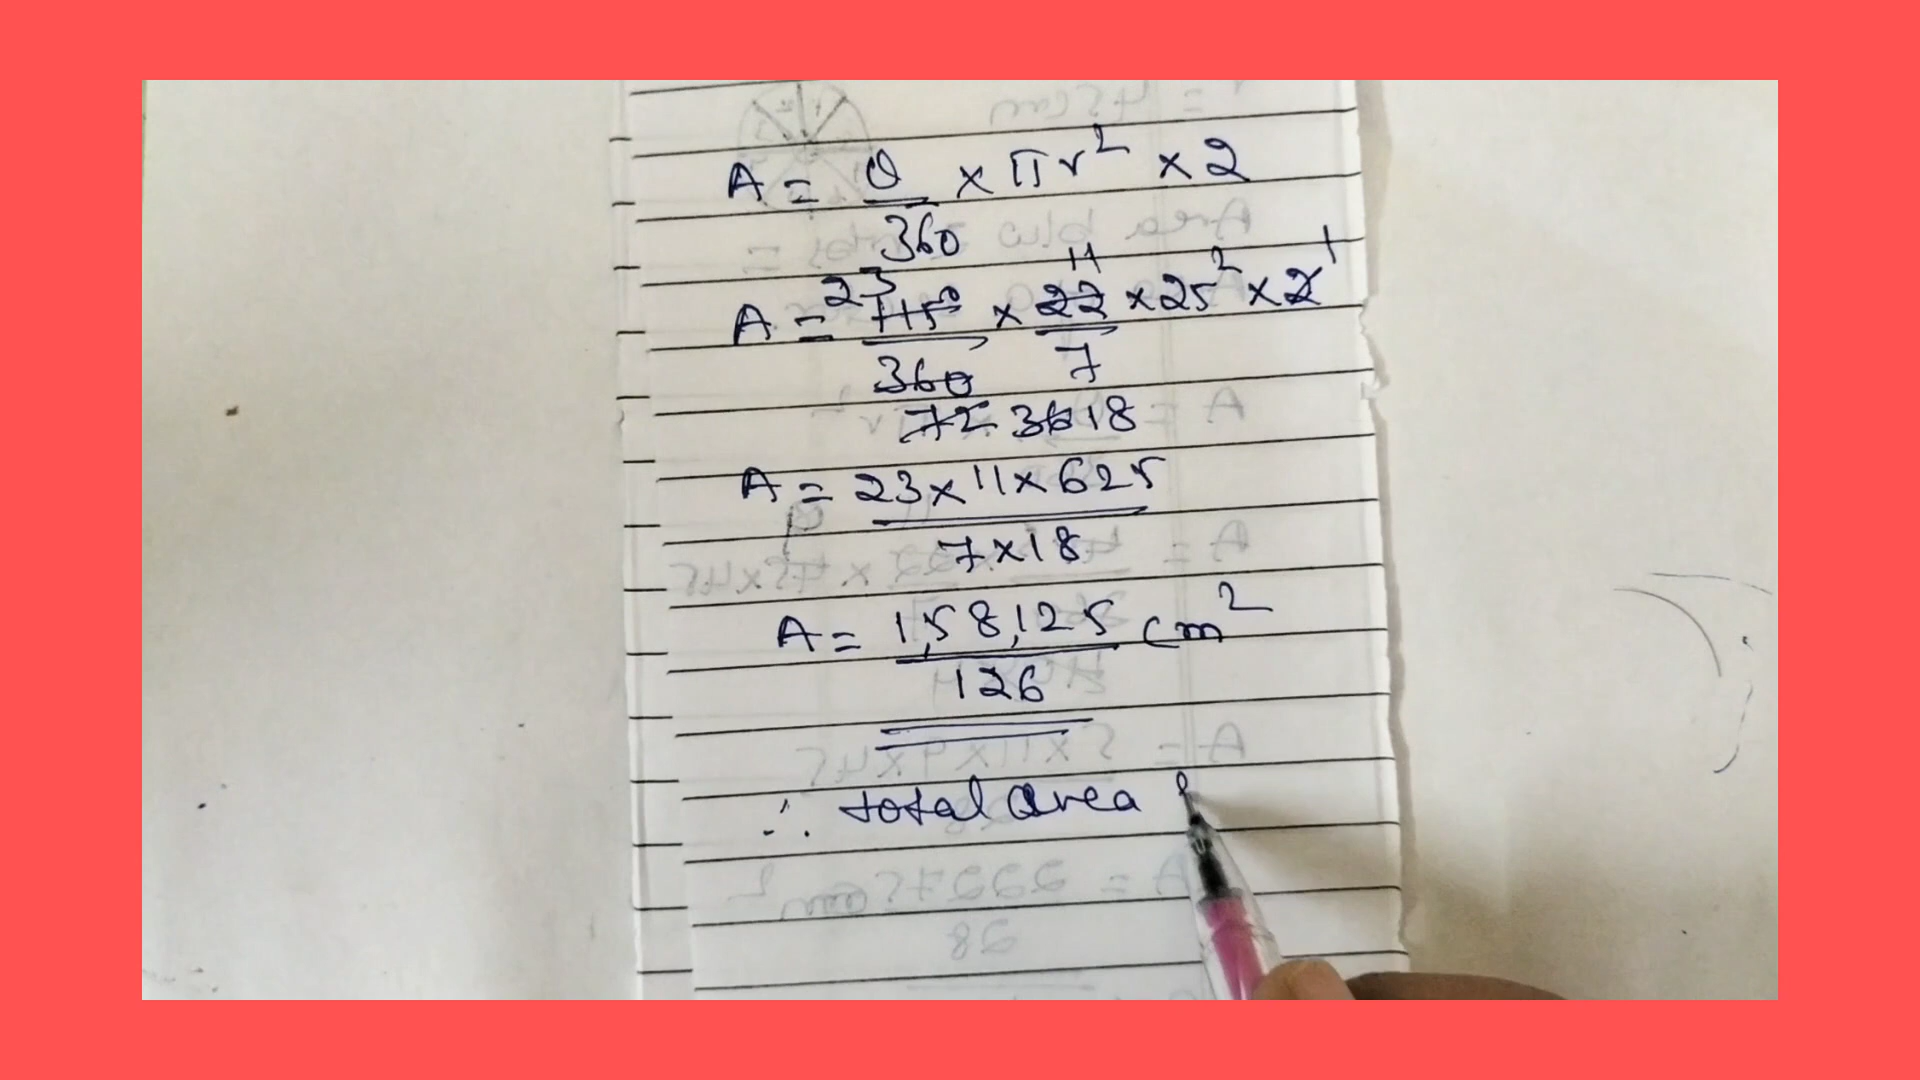 A = θ/360 × πr² × 2
A = 23 115°/360 × 11 22/7 × 25² × 2 1
72 36 18
A = 23×11×625/7×18
A = 1,58,125/126 cm²
∴ total area